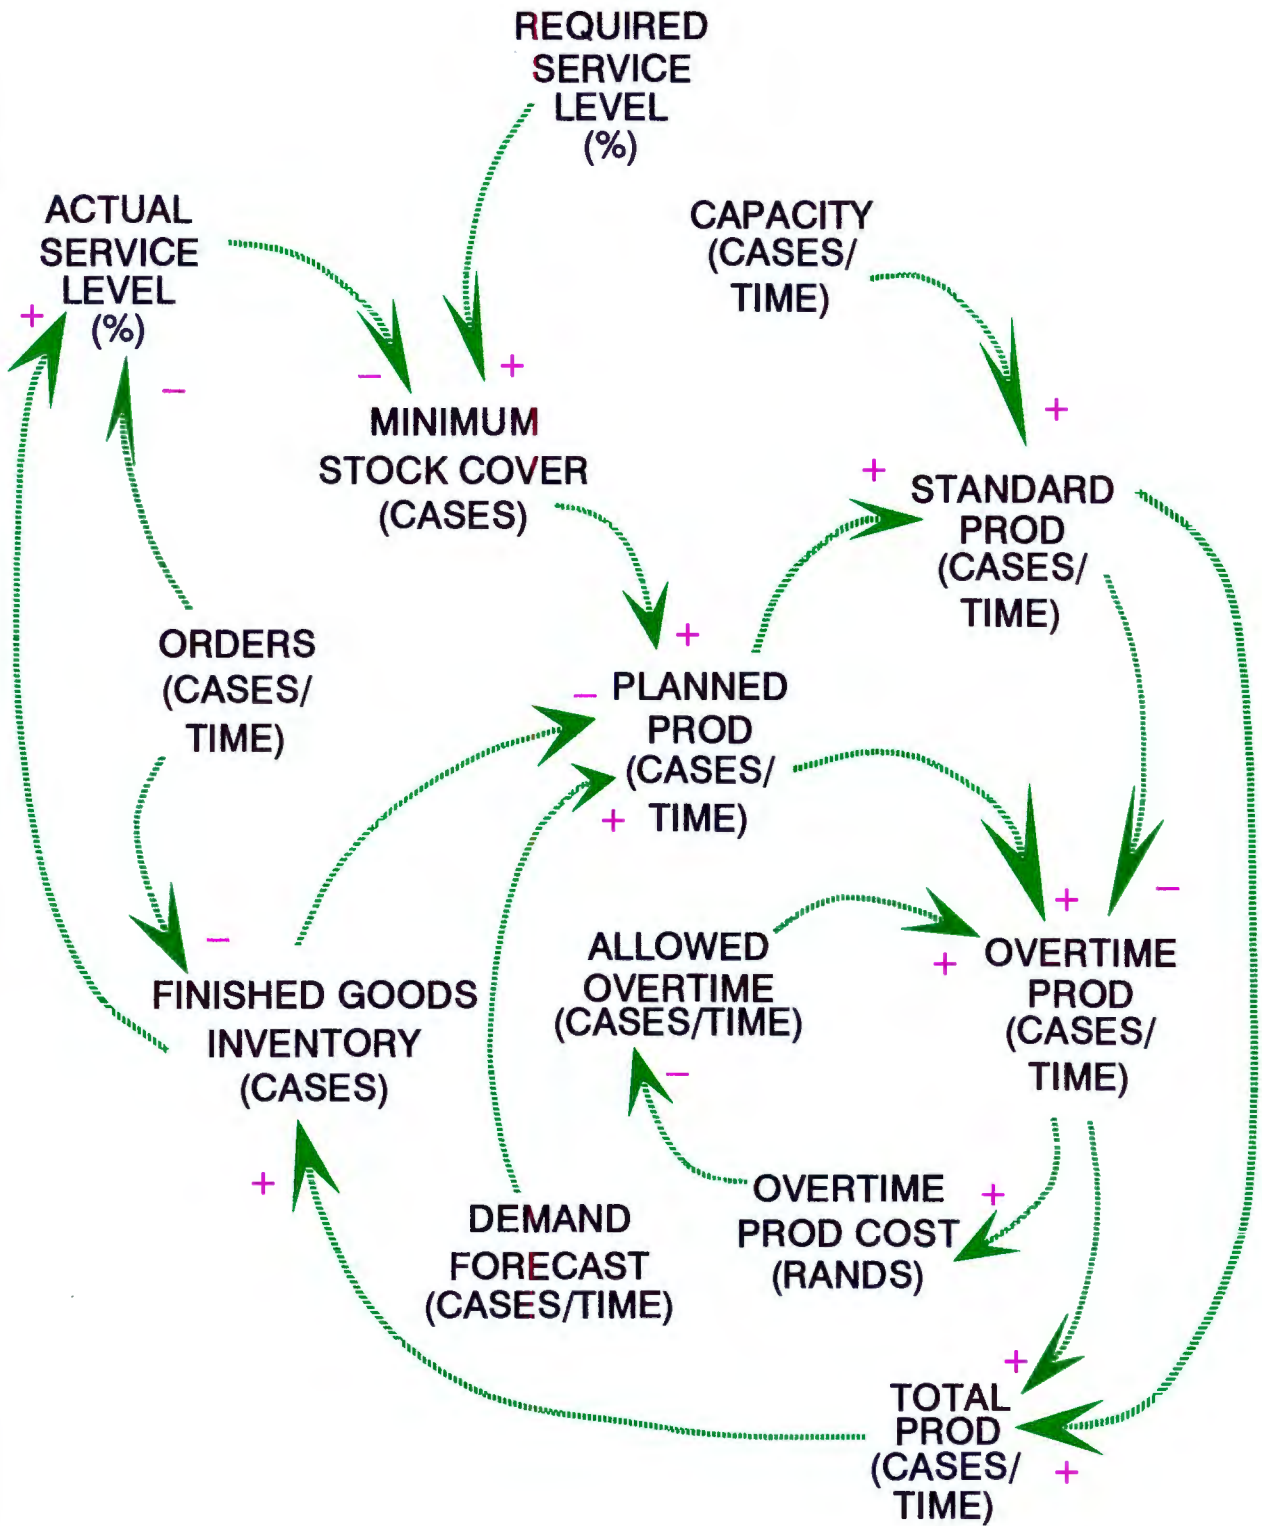 REQUIRED
SERVICE
LEVEL
(%)
ACTUAL
SERVICE
LEVEL
(%)
+
−
CAPACITY
(CASES/
TIME)
−
+
MINIMUM
STOCK COVER
(CASES)
+
+
STANDARD
PROD
(CASES/
TIME)
ORDERS
(CASES/
TIME)
+
−
PLANNED
PROD
(CASES/
TIME)
+
−
FINISHED GOODS
INVENTORY
(CASES)
+
ALLOWED
OVERTIME
(CASES/TIME)
−
+
−
+
OVERTIME
PROD
(CASES/
TIME)
DEMAND
FORECAST
(CASES/TIME)
OVERTIME
PROD COST
(RANDS)
+
+
TOTAL
PROD
(CASES/
TIME)
+